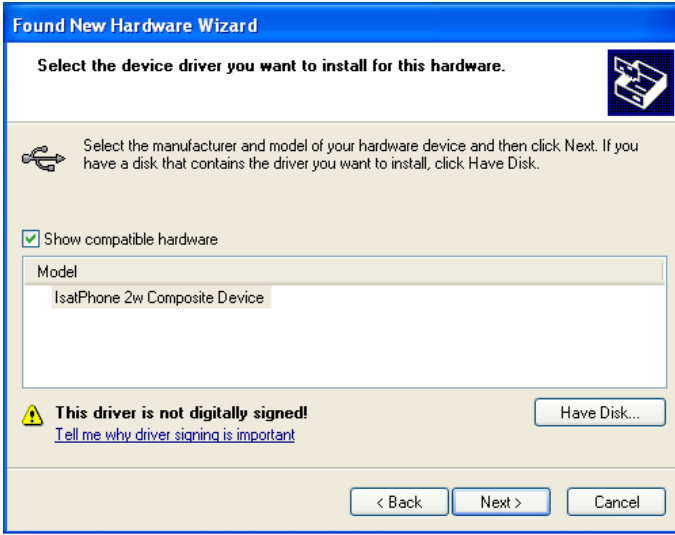 Found New Hardware Wizard
Select the device driver you want to install for this hardware.
Select the manufacturer and model of your hardware device and then click Next. If you
have a disk that contains the driver you want to install, click Have Disk.
Show compatible hardware
Model
IsatPhone 2w Composite Device
This driver is not digitally signed!
Have Disk...
Tell me why driver signing is important
< Back
Next >
Cancel